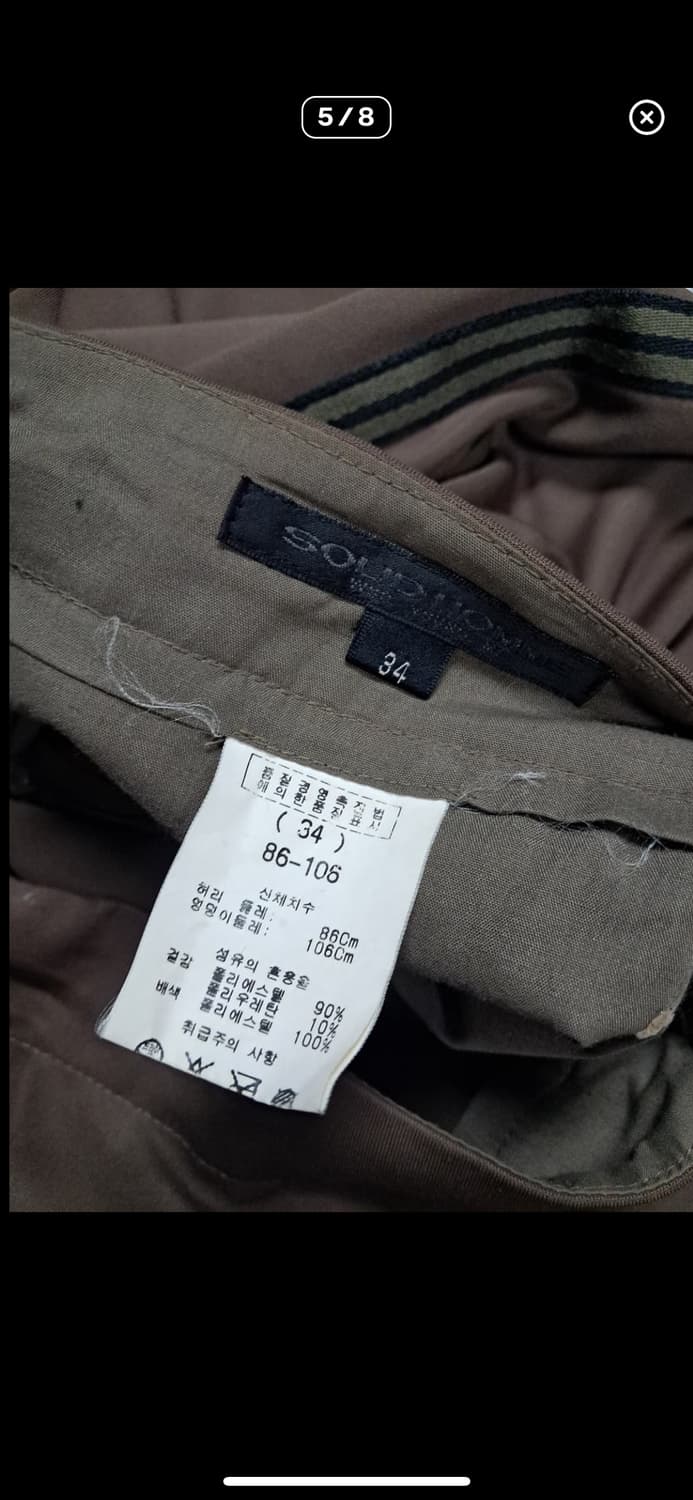 5/8
SOLID HOMME
34
품질경영촉진법
에의한품질표시
( 34 )
86-106
신체치수
허리 둘레: 86Cm
엉덩이둘레: 106Cm
섬유의 혼용율
겉감 폴리에스텔 90%
폴리우레탄 10%
배색 폴리에스텔 100%
취급주의 사항